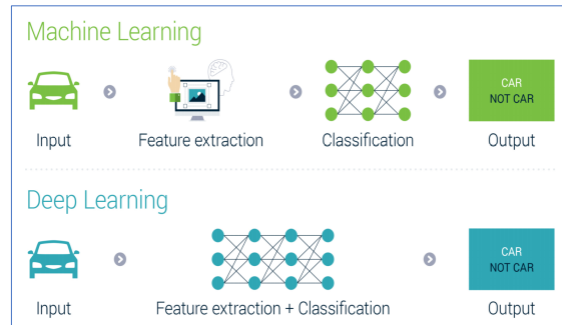 Machine Learning
CAR
NOT CAR
Input
Feature extraction
Classification
Output
Deep Learning
CAR
NOT CAR
Input
Feature extraction + Classification
Output